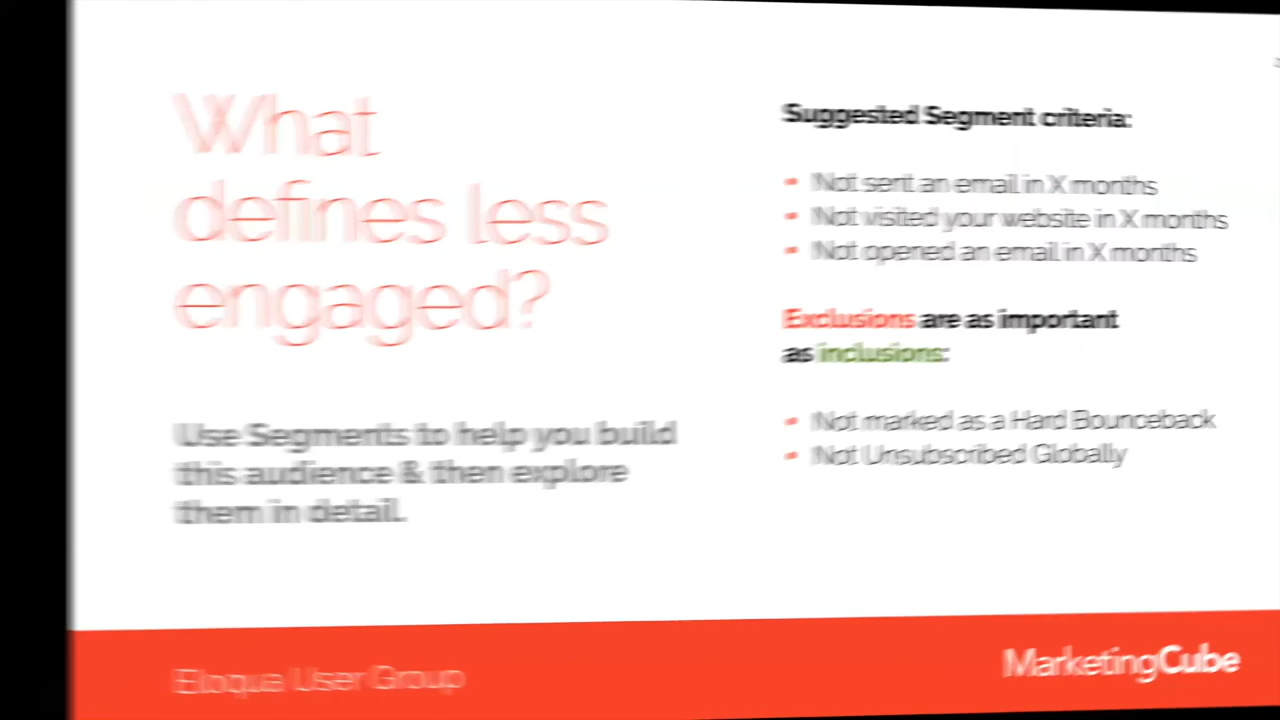 What
defines less
engaged?
Use Segments to help you build
this audience & then explore
them in detail.
Suggested Segment criteria:
Not sent an email in X months
Not visited your website in X months
Not opened an email in X months
Exclusions are as important
as inclusions:
Not marked as a Hard Bounceback
Not Unsubscribed Globally
Eloqua User Group
MarketingCube